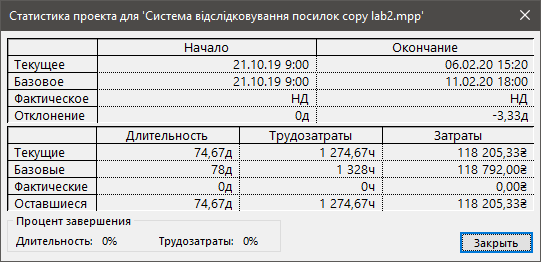 Статистика проекта для 'Система відслідковування посилок copy lab2.mpp'
Начало Окончание
Текущее 21.10.19 9:00 06.02.20 15:20
Базовое 21.10.19 9:00 11.02.20 18:00
Фактическое НД НД
Отклонение 0д -3,33д
Длительность Трудозатраты Затраты
Текущие 74,67д 1 274,67ч 118 205,33₴
Базовые 78д 1 328ч 118 792,00₴
Фактические 0д 0ч 0,00₴
Оставшиеся 74,67д 1 274,67ч 118 205,33₴
Процент завершения
Длительность: 0% Трудозатраты: 0% Закрыть